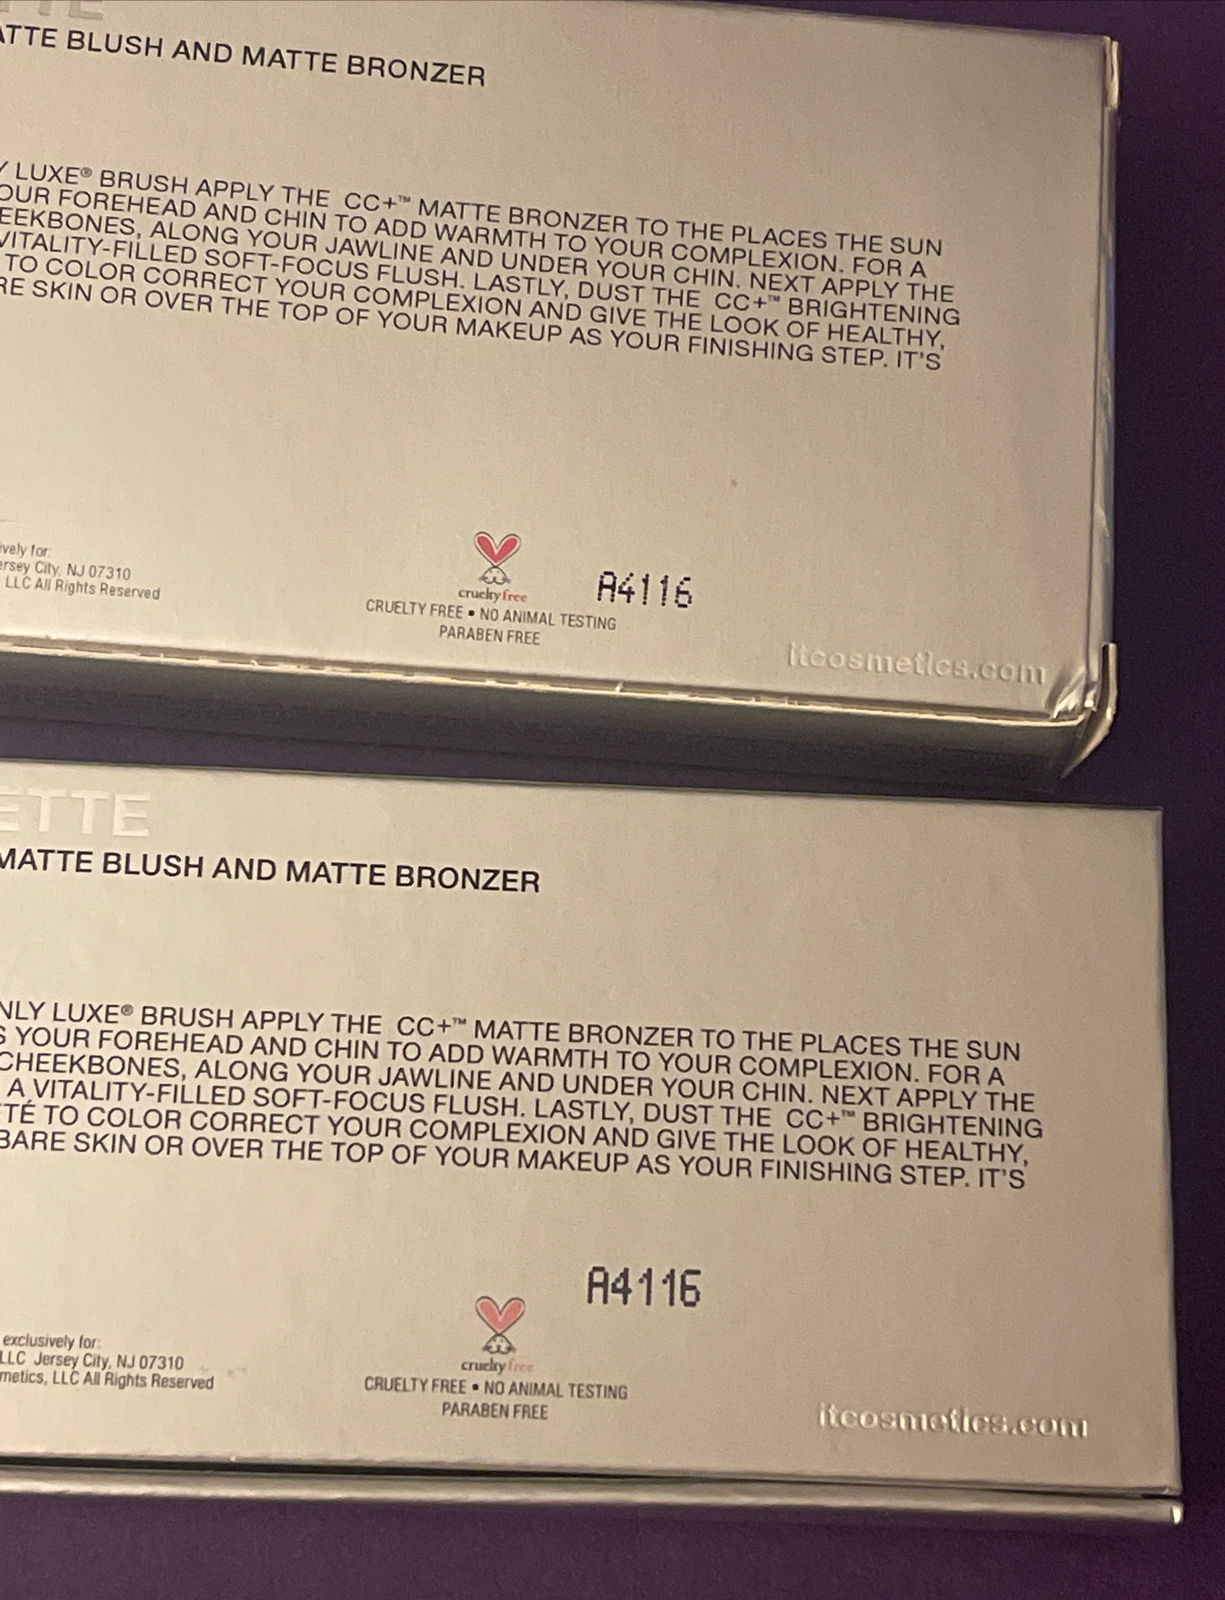 MATTE BLUSH AND MATTE BRONZER
LUXE® BRUSH APPLY THE CC+™ MATTE BRONZER TO THE PLACES THE SUN
OUR FOREHEAD AND CHIN TO ADD WARMTH TO YOUR COMPLEXION. FOR A
EEKBONES, ALONG YOUR JAWLINE AND UNDER YOUR CHIN. NEXT APPLY THE
VITALITY-FILLED SOFT-FOCUS FLUSH. LASTLY, DUST THE CC+™ BRIGHTENING
TO COLOR CORRECT YOUR COMPLEXION AND GIVE THE LOOK OF HEALTHY,
RE SKIN OR OVER THE TOP OF YOUR MAKEUP AS YOUR FINISHING STEP. IT'S
ively for:
ersey City, NJ 07310
LLC All Rights Reserved
crueltyfree
CRUELTY FREE • NO ANIMAL TESTING
PARABEN FREE
A4116
itcosmetics.com
ETTE
MATTE BLUSH AND MATTE BRONZER
NLY LUXE® BRUSH APPLY THE CC+™ MATTE BRONZER TO THE PLACES THE SUN
S YOUR FOREHEAD AND CHIN TO ADD WARMTH TO YOUR COMPLEXION. FOR A
CHEEKBONES, ALONG YOUR JAWLINE AND UNDER YOUR CHIN. NEXT APPLY THE
A VITALITY-FILLED SOFT-FOCUS FLUSH. LASTLY, DUST THE CC+™ BRIGHTENING
TÉ TO COLOR CORRECT YOUR COMPLEXION AND GIVE THE LOOK OF HEALTHY,
BARE SKIN OR OVER THE TOP OF YOUR MAKEUP AS YOUR FINISHING STEP. IT'S
A4116
exclusively for:
LLC Jersey City, NJ 07310
metics, LLC All Rights Reserved
crueltyfree
CRUELTY FREE • NO ANIMAL TESTING
PARABEN FREE
itcosmetics.com